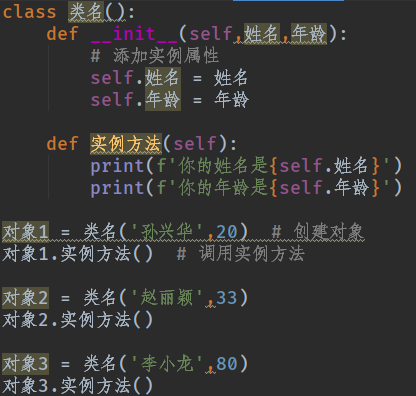 class 类名():
    def __init__(self,姓名,年龄):
        # 添加实例属性
        self.姓名 = 姓名
        self.年龄 = 年龄
    def 实例方法(self):
        print(f'你的姓名是{self.姓名}')
        print(f'你的年龄是{self.年龄}')
对象1 = 类名('孙兴华',20)  # 创建对象
对象1.实例方法()  # 调用实例方法
对象2 = 类名('赵丽颖',33)
对象2.实例方法()
对象3 = 类名('李小龙',80)
对象3.实例方法()